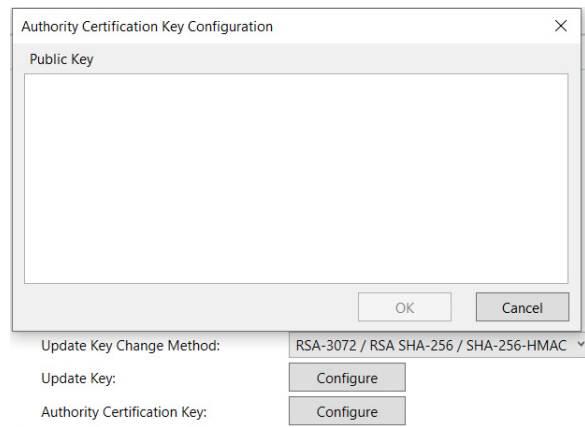 Authority Certification Key Configuration
Public Key
OK Cancel
Update Key Change Method: RSA-3072 / RSA SHA-256 / SHA-256-HMAC
Update Key: Configure
Authority Certification Key: Configure